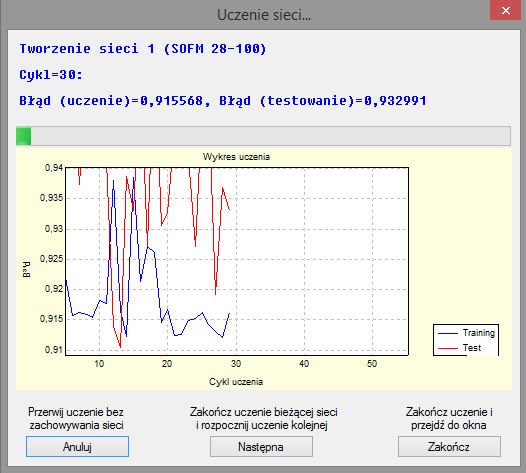 Uczenie sieci...
Tworzenie sieci 1 (SOFM 28-100)
Cykl=30:
Błąd (uczenie)=0,915568, Błąd (testowanie)=0,932991
Wykres uczenia
0,94
0,935
0,93
0,925
0,92
0,915
0,91
Błąd
10 20 30 40 50
Cykl uczenia
Training
Test
Przerwij uczenie bez
zachowywania sieci
Anuluj
Zakończ uczenie bieżącej sieci
i rozpocznij uczenie kolejnej
Następna
Zakończ uczenie i
przejdź do okna
Zakończ